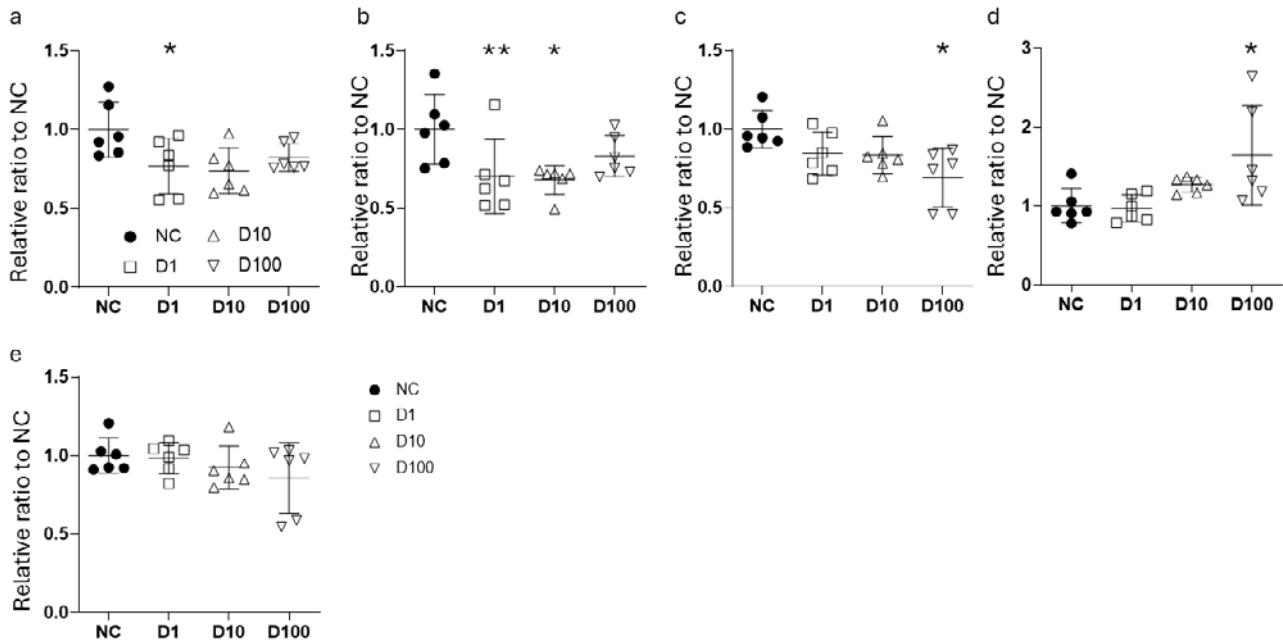 a
b
c
d
* ** * * *
1.5
1.0
0.5
0.0
Relative ratio to NC
NC D10
D1 D100
NC D1 D10 D100
1.5
1.0
0.5
0.0
Relative ratio to NC
NC D1 D10 D100
1.5
1.0
0.5
0.0
Relative ratio to NC
NC D1 D10 D100
3
2
1
0
Relative ratio to NC
NC D1 D10 D100
e
1.5
1.0
0.5
0.0
Relative ratio to NC
NC D1 D10 D100
NC
D1
D10
D100